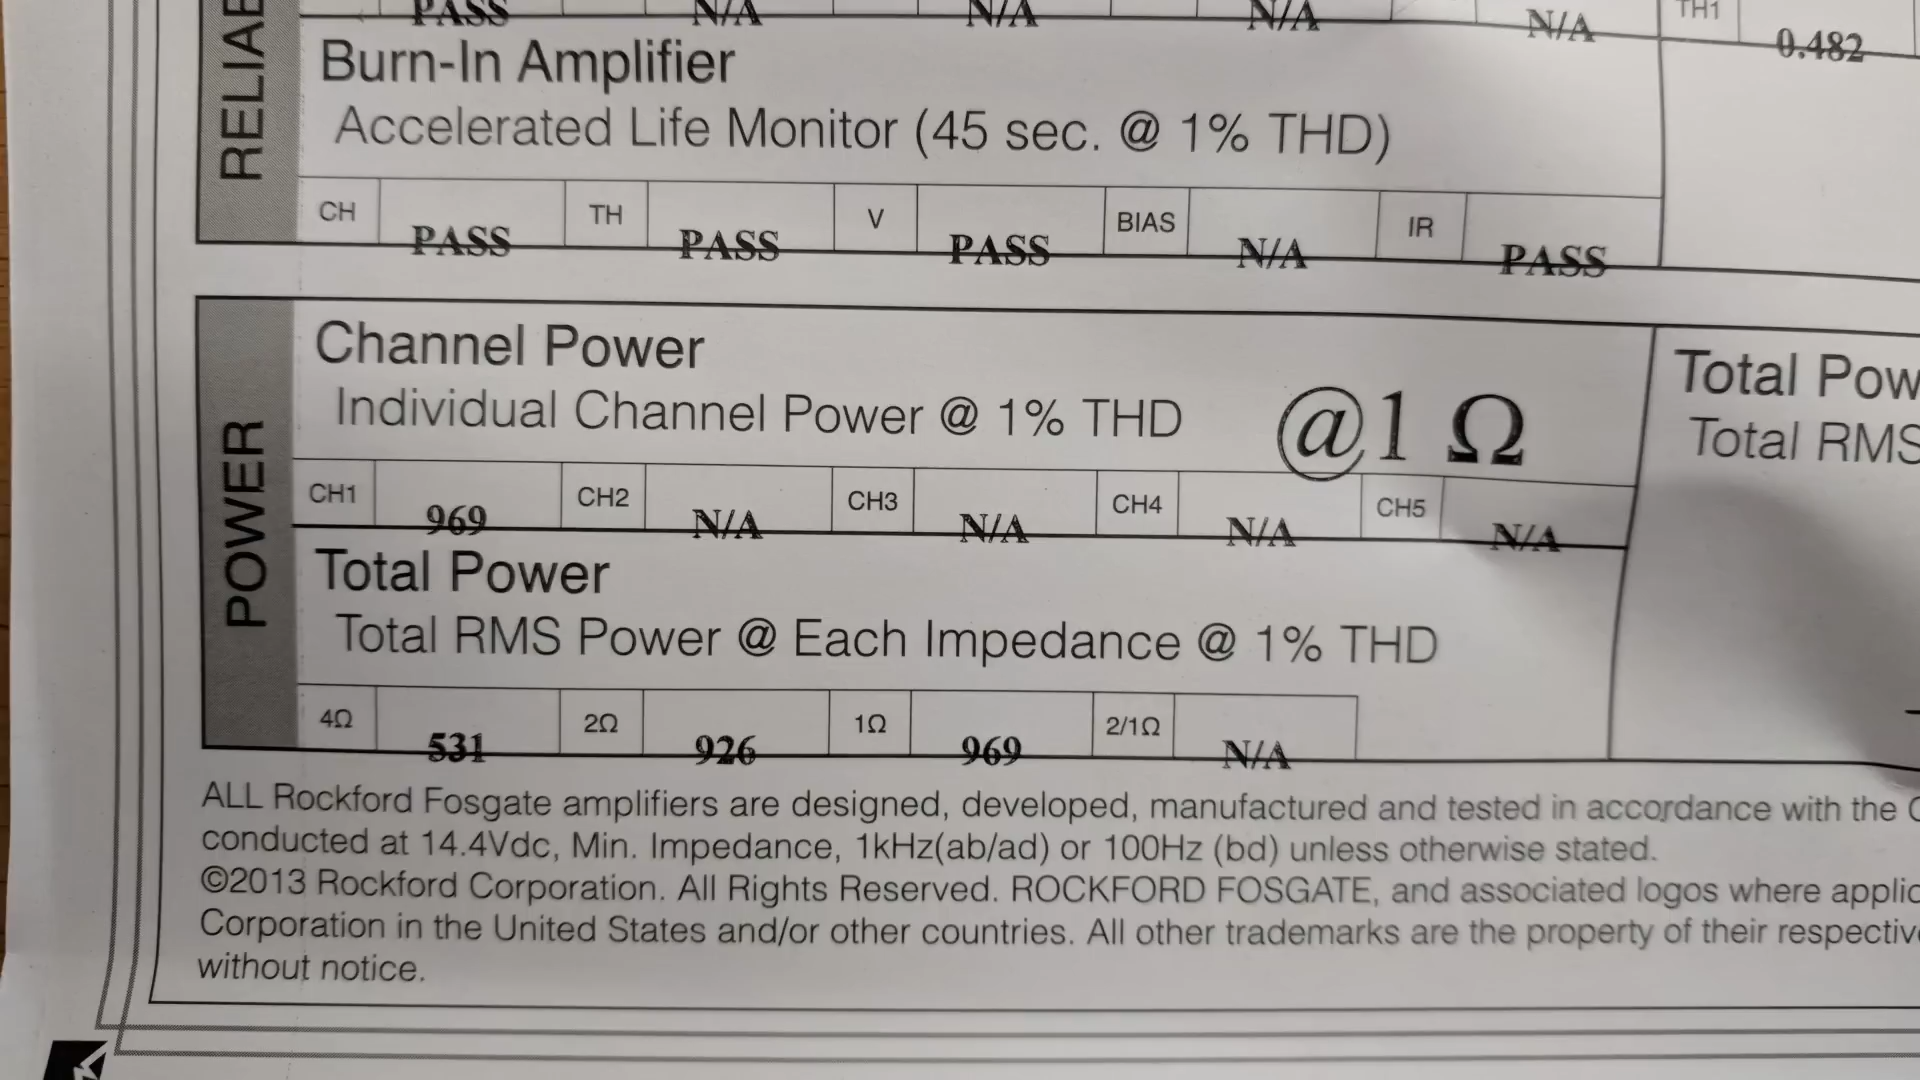 PASS N/A N/A N/A N/A TH1 0.482
Burn-In Amplifier
Accelerated Life Monitor (45 sec. @ 1% THD)
CH PASS TH PASS V PASS BIAS N/A IR PASS
POWER
Channel Power
Individual Channel Power @ 1% THD @1 Ω
CH1 969 CH2 N/A CH3 N/A CH4 N/A CH5 N/A
Total Power
Total RMS Power @ Each Impedance @ 1% THD
4Ω 531 2Ω 926 1Ω 969 2/1Ω N/A
Total
Total RMS
ALL Rockford Fosgate amplifiers are designed, developed, manufactured and tested in accordance with the
conducted at 14.4Vdc, Min. Impedance, 1kHz(ab/ad) or 100Hz (bd) unless otherwise stated.
©2013 Rockford Corporation. All Rights Reserved. ROCKFORD FOSGATE, and associated logos where
Corporation in the United States and/or other countries. All other trademarks are the property of their
without notice.